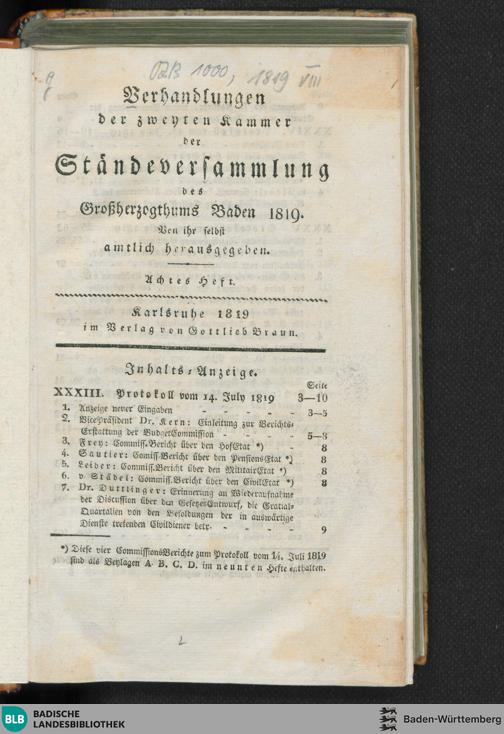 OZB 1000, 1819 VIII
Verhandlungen
der zweyten Kammer
der
Ständeversammlung
des
Großherzogthums Baden 1819.
Von ihr selbst
amtlich herausgegeben.
Achtes Heft.
Karlsruhe 1819
im Verlag von Gottlieb Braun.
Inhalts-Anzeige.
Seite
XXXIII. Protokoll vom 14. July 1819 3—10
1. Anzeige neuer Eingaben - - - - - 3—5
2. Vicepräsident Dr. Kern: Einleitung zur Berichts-
Erstattung der BudgetCommission - - - - 5—8
3. Frey: Commiss.Bericht über den HofEtat *) - 8
4. Sautier: Comiss.Bericht über den PensionsEtat *) 8
5. Leiber: Commiss.Bericht über den MilitairEtat *) 8
6. v Städel: Commiss.Bericht über den CivilEtat *) 8
7. Dr. Duttlinger: Erinnerung an Wiederaufnahme
der Discussion über den GesetzesEntwurf, die Gratial-
Quartalien von den Besoldungen der in auswärtige
Dienste tretenden Civildiener betr. - - - - 9
*) Diese vier CommissionsBerichte zum Protokoll vom 14. Juli 1819
sind als Beylagen A. B. C. D. im neunten Hefte enthalten.
BLB BADISCHE
LANDESBIBLIOTHEK
Baden-Württemberg